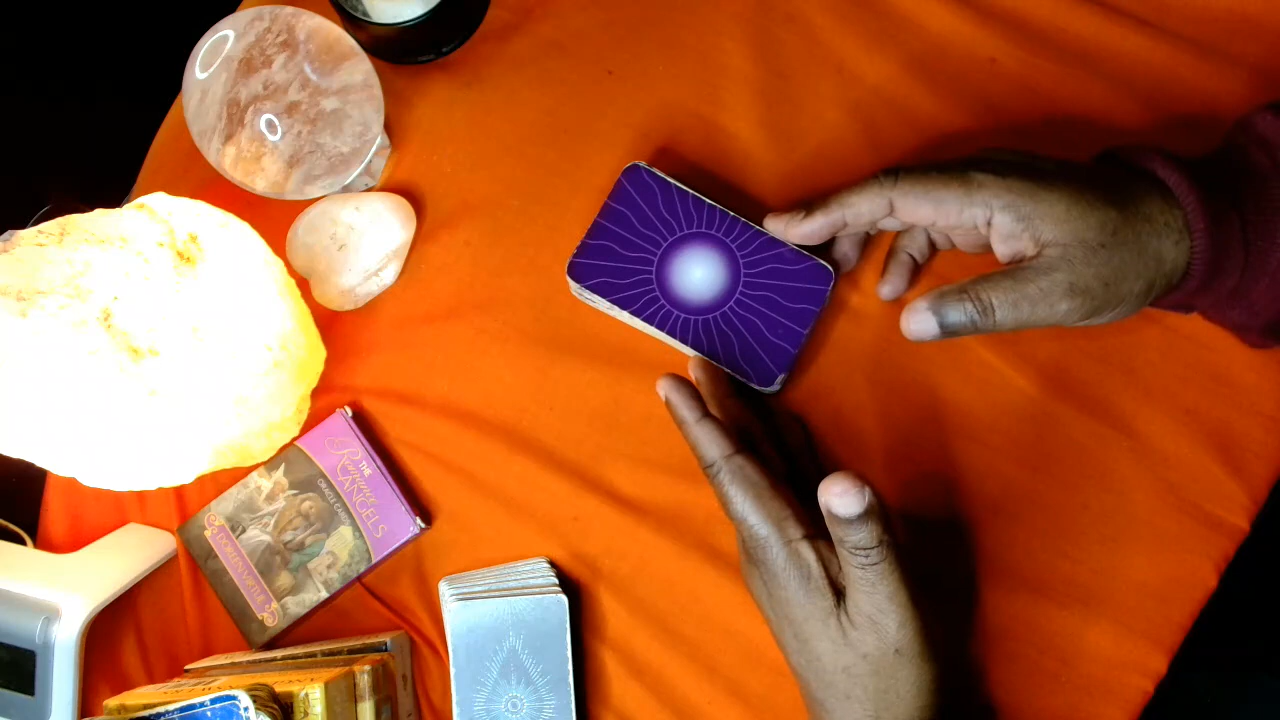 THE
Romance
ANGELS
ORACLE CARDS
DOREEN VIRTUE